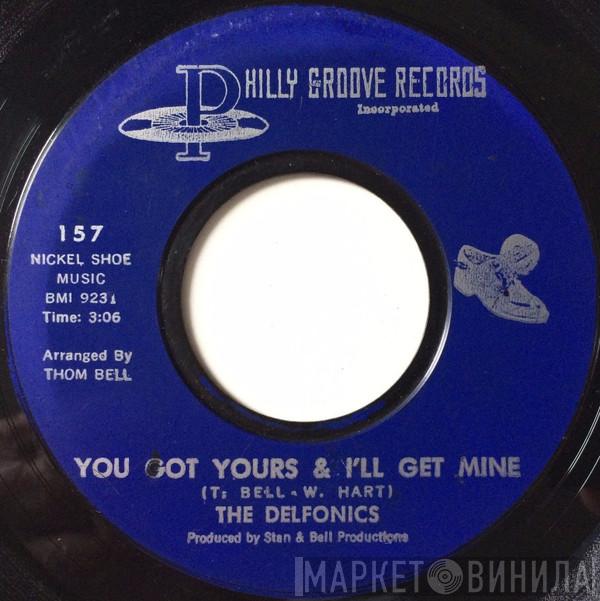 PHILLY GROOVE RECORDS
Incorporated
157
NICKEL SHOE
MUSIC
BMI 9231
Time: 3:06
Arranged By
THOM BELL
YOU GOT YOURS & I'LL GET MINE
(T. BELL - W. HART)
THE DELFONICS
Produced by Stan & Bell Productions
МАРКЕТ ВИНИЛА